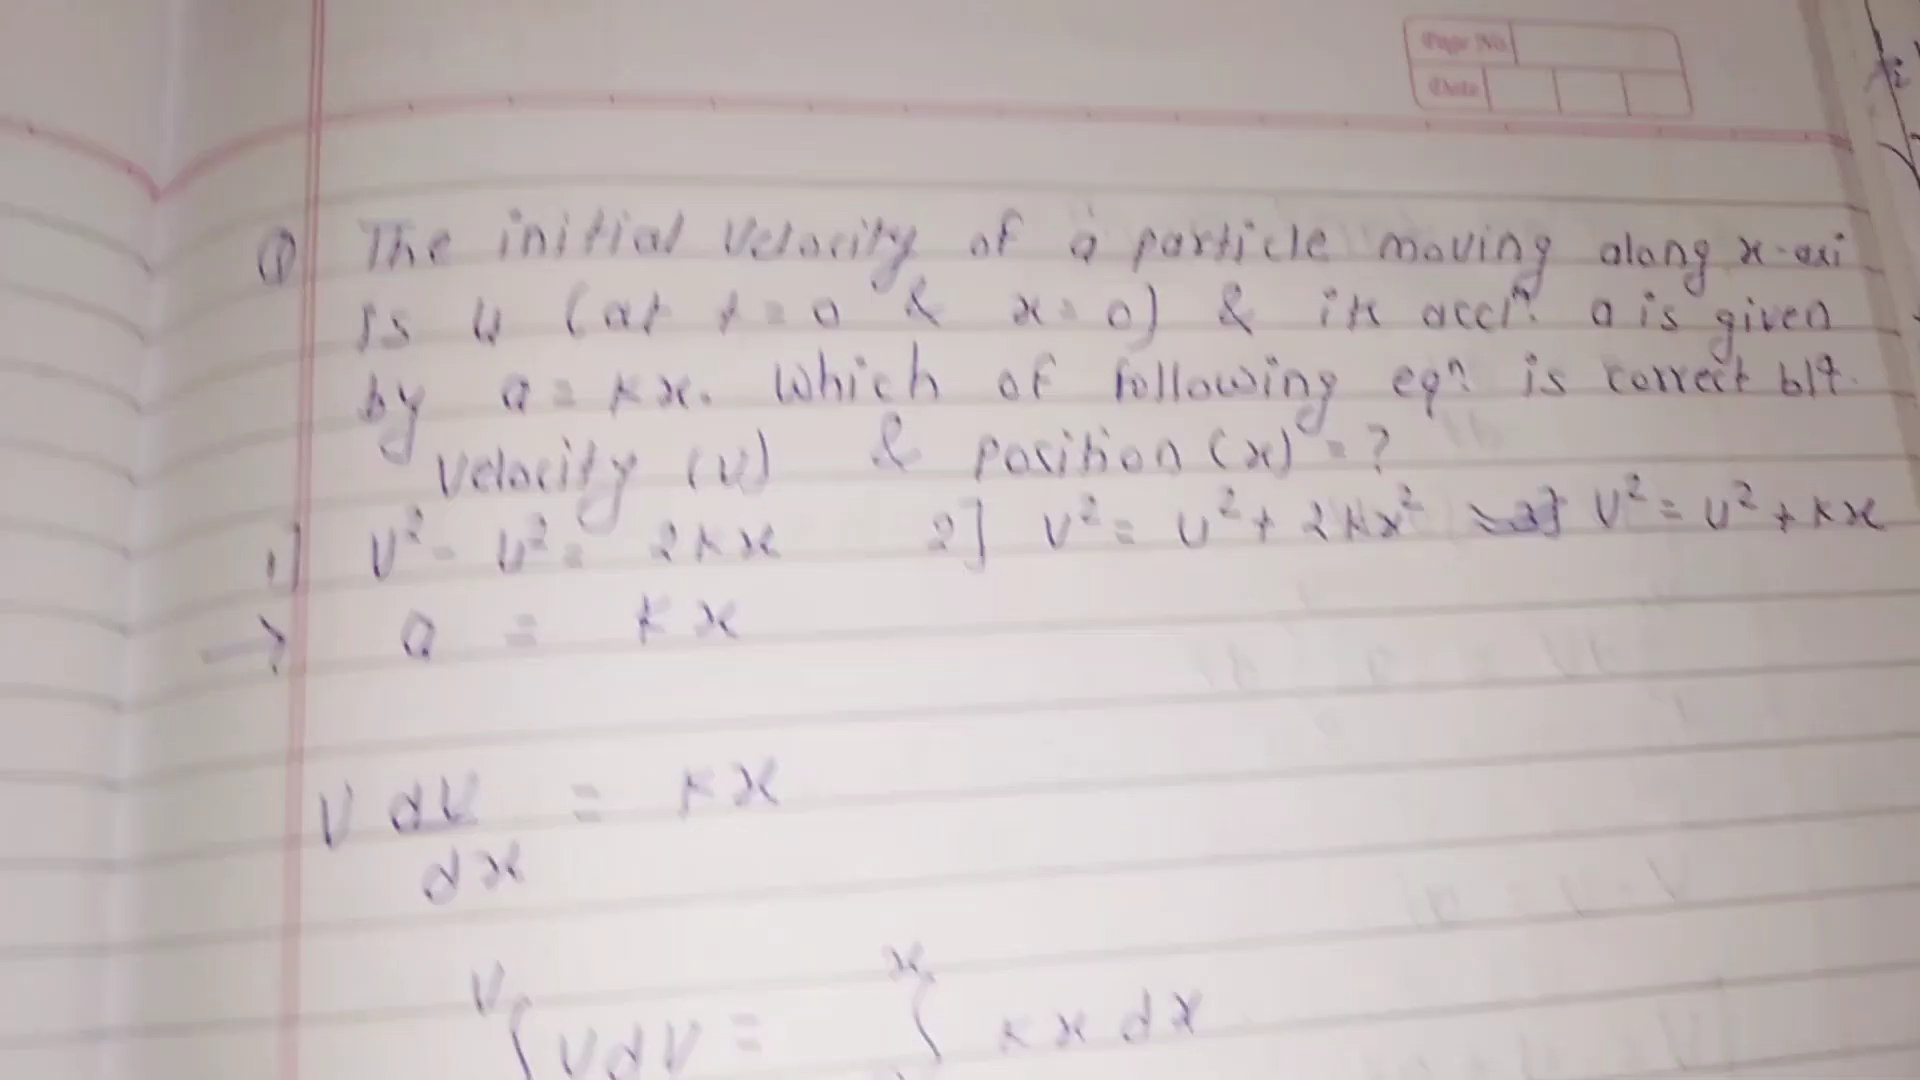 Page No.
Date
Q The initial velocity of a particle moving along x-axi
is u (at t = 0 & x = 0) & its accln. a is given
by a = kx. Which of following eqn. is correct bl?
velocity (v) & position (x) = ?
1] v² - u² = 2kx 2] v² = u² + 2kx² 3] v² = u² + kx
→ a = kx
v dv = kx
dx
v x
∫ v dv = ∫ kx dx